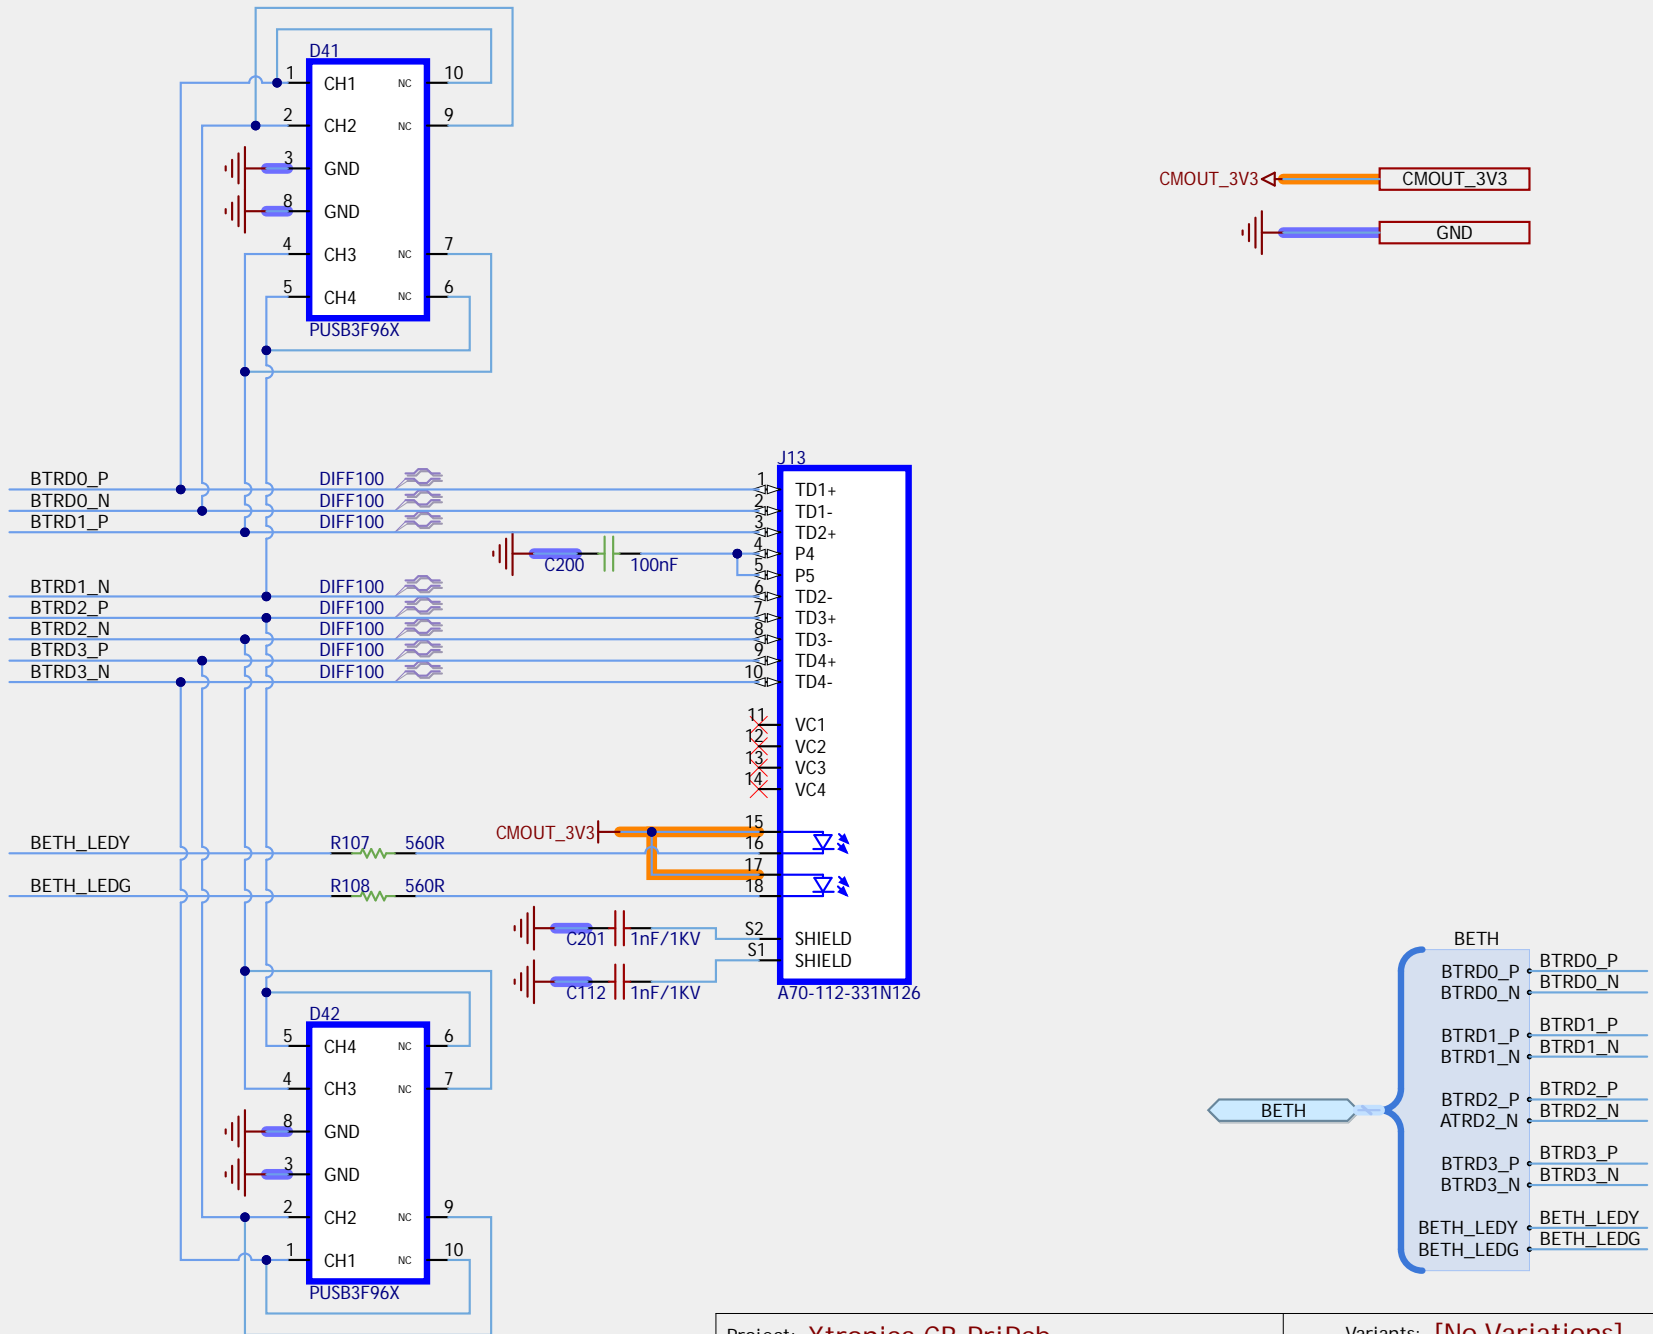 D41
1 CH1 NC 10
2 CH2 NC 9
3 GND
8 GND
4 CH3 NC 7
5 CH4 NC 6
PUSB3F96X
CMOUT_3V3 CMOUT_3V3
GND
J13
BTRD0_P DIFF100 1 TD1+
BTRD0_N DIFF100 2 TD1-
BTRD1_P DIFF100 3 TD2+
C200 100nF 4 P4
5 P5
BTRD1_N DIFF100 6 TD2-
BTRD2_P DIFF100 7 TD3+
BTRD2_N DIFF100 8 TD3-
BTRD3_P DIFF100 9 TD4+
BTRD3_N DIFF100 10 TD4-
11 VC1
12 VC2
13 VC3
14 VC4
CMOUT_3V3 15
BETH_LEDY R107 560R 16
17
BETH_LEDG R108 560R 18
C201 1nF/1KV S2 SHIELD
C112 1nF/1KV S1 SHIELD
A70-112-331N126
D42
5 CH4 NC 6
4 CH3 NC 7
8 GND
3 GND
2 CH2 NC 9
1 CH1 NC 10
PUSB3F96X
BETH
BTRD0_P BTRD0_P
BTRD0_N BTRD0_N
BTRD1_P BTRD1_P
BTRD1_N BTRD1_N
BTRD2_P BTRD2_P
BETH ATRD2_N BTRD2_N
BTRD3_P BTRD3_P
BTRD3_N BTRD3_N
BETH_LEDY BETH_LEDY
BETH_LEDG BETH_LEDG
Project: Xtronics CB PriPcb Variants: [No Variations]